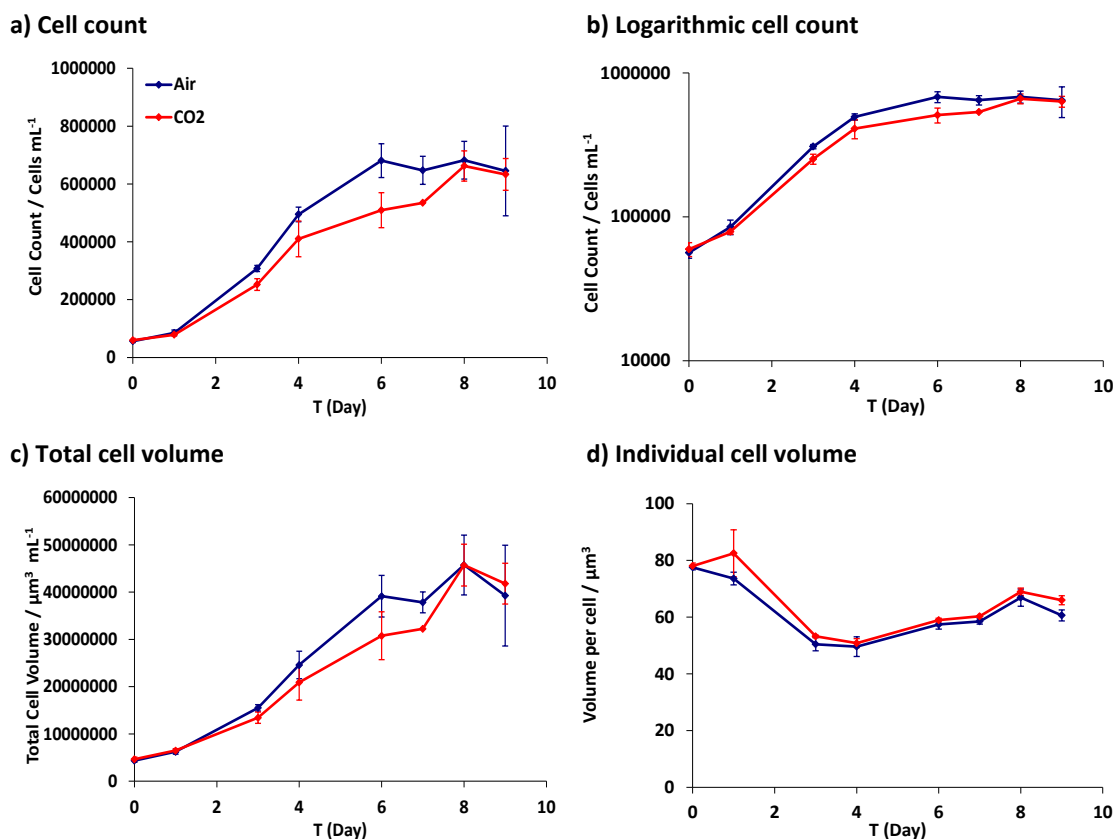 a) Cell count
Cell Count / Cells mL⁻¹
1000000
800000
600000
400000
200000
0
Air
CO2
0 2 4 6 8 10
T (Day)
b) Logarithmic cell count
Cell Count / Cells mL⁻¹
1000000
100000
10000
0 2 4 6 8 10
T (Day)
c) Total cell volume
Total Cell Volume / µm³ mL⁻¹
60000000
50000000
40000000
30000000
20000000
10000000
0
0 2 4 6 8 10
T (Day)
d) Individual cell volume
Volume per cell / µm³
100
80
60
40
20
0
0 2 4 6 8 10
T (Day)